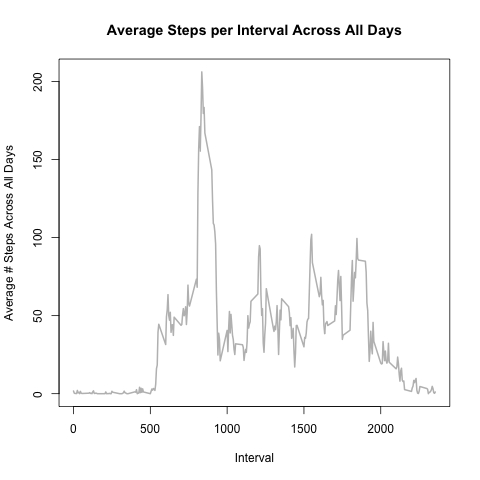 Average Steps per Interval Across All Days
Average # Steps Across All Days
200
150
100
50
0
0 500 1000 1500 2000
Interval